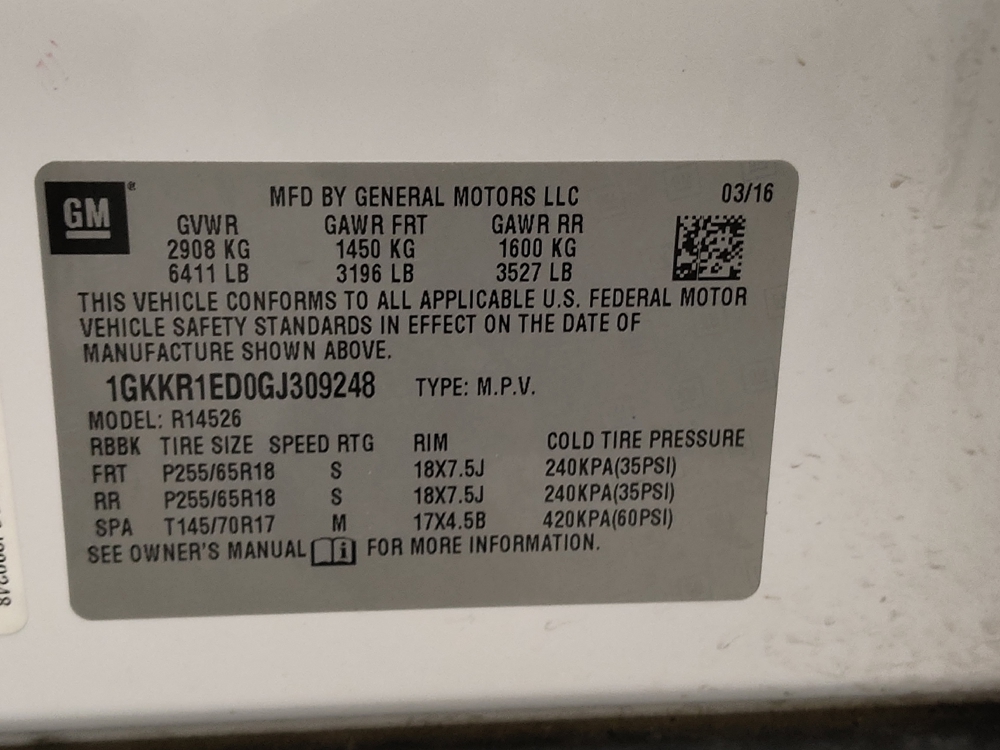 GM ® MFD BY GENERAL MOTORS LLC 03/16
GVWR GAWR FRT GAWR RR
2908 KG 1450 KG 1600 KG
6411 LB 3196 LB 3527 LB
THIS VEHICLE CONFORMS TO ALL APPLICABLE U.S. FEDERAL MOTOR
VEHICLE SAFETY STANDARDS IN EFFECT ON THE DATE OF
MANUFACTURE SHOWN ABOVE.
1GKKR1ED0GJ309248 TYPE: M.P.V.
MODEL: R14526
RBBK TIRE SIZE SPEED RTG RIM COLD TIRE PRESSURE
FRT P255/65R18 S 18X7.5J 240KPA(35PSI)
RR P255/65R18 S 18X7.5J 240KPA(35PSI)
SPA T145/70R17 M 17X4.5B 420KPA(60PSI)
SEE OWNER'S MANUAL i FOR MORE INFORMATION.